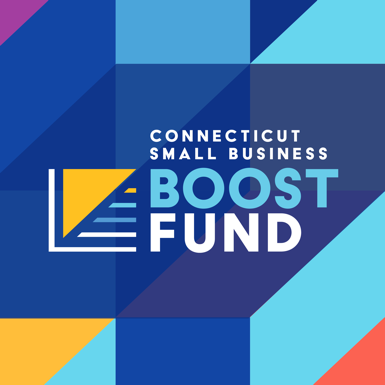 CONNECTICUT
SMALL BUSINESS
BOOST
FUND